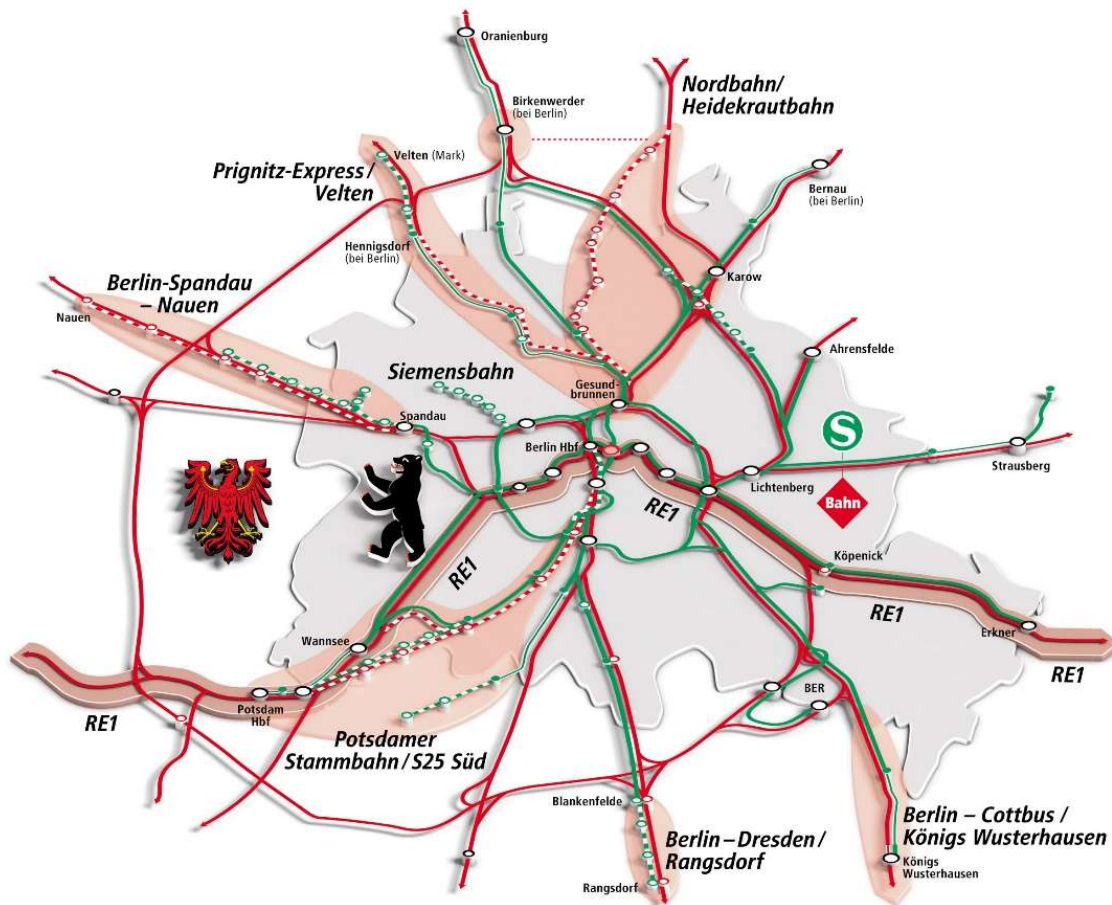 Oranienburg
Nordbahn/
Heidekrautbahn
Birkenwerder
(bei Berlin)
Velten (Mark)
Prignitz-Express/
Velten
Bernau
(bei Berlin)
Hennigsdorf
(bei Berlin)
Karow
Berlin-Spandau
– Nauen
Nauen
Ahrensfelde
Siemensbahn
Gesund-
brunnen
Spandau
Berlin Hbf
S
Strausberg
Lichtenberg
Bahn
RE1
Köpenick
RE1
RE1
Erkner
Wannsee
RE1
BER
RE1
Potsdam
Hbf
Potsdamer
Stammbahn/S25 Süd
Blankenfelde
Berlin – Dresden/
Rangsdorf
Berlin – Cottbus/
Königs Wusterhausen
Königs
Wusterhausen
Rangsdorf